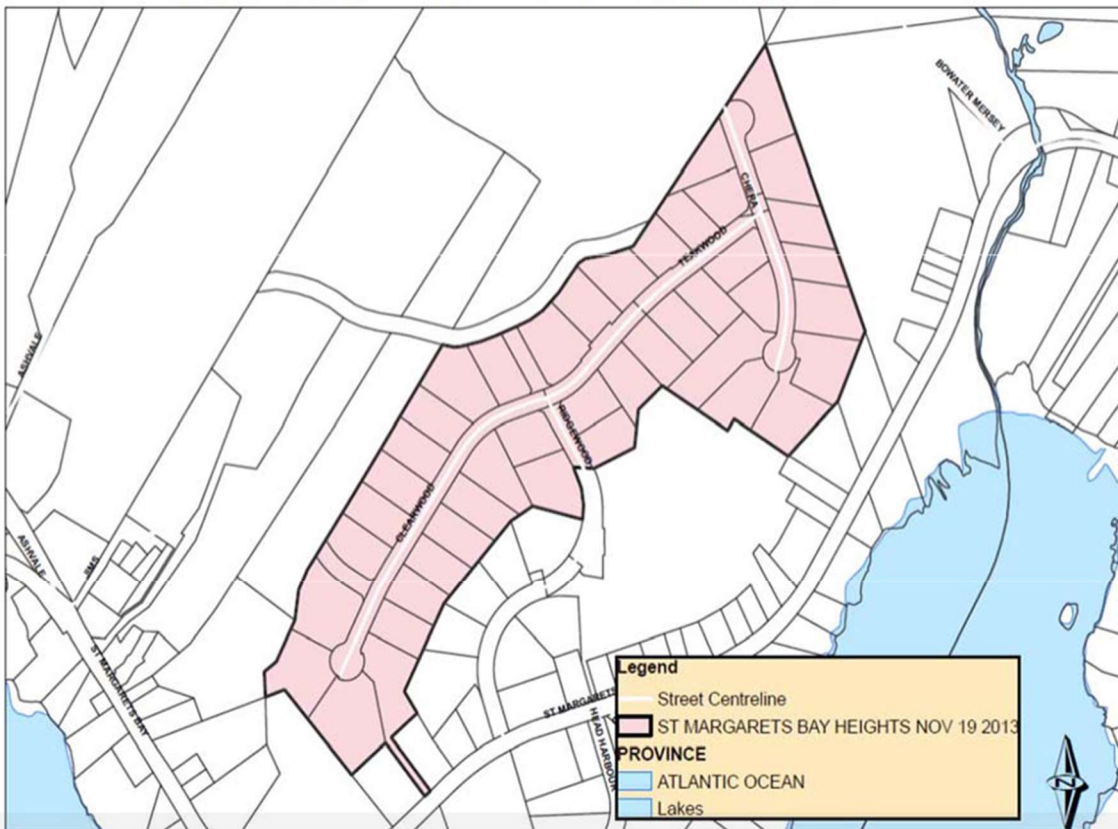 BOWATER MERSEY
CHERA
TEAKWOOD
ASHVALE
RIDGEWOOD
CLEARWOOD
ASHVALE
SMS
ST MARGARETS BAY
ST MARGARETS
HEAD HARBOUR
Legend
Street Centreline
ST MARGARETS BAY HEIGHTS NOV 19 2013
PROVINCE
ATLANTIC OCEAN
Lakes
N